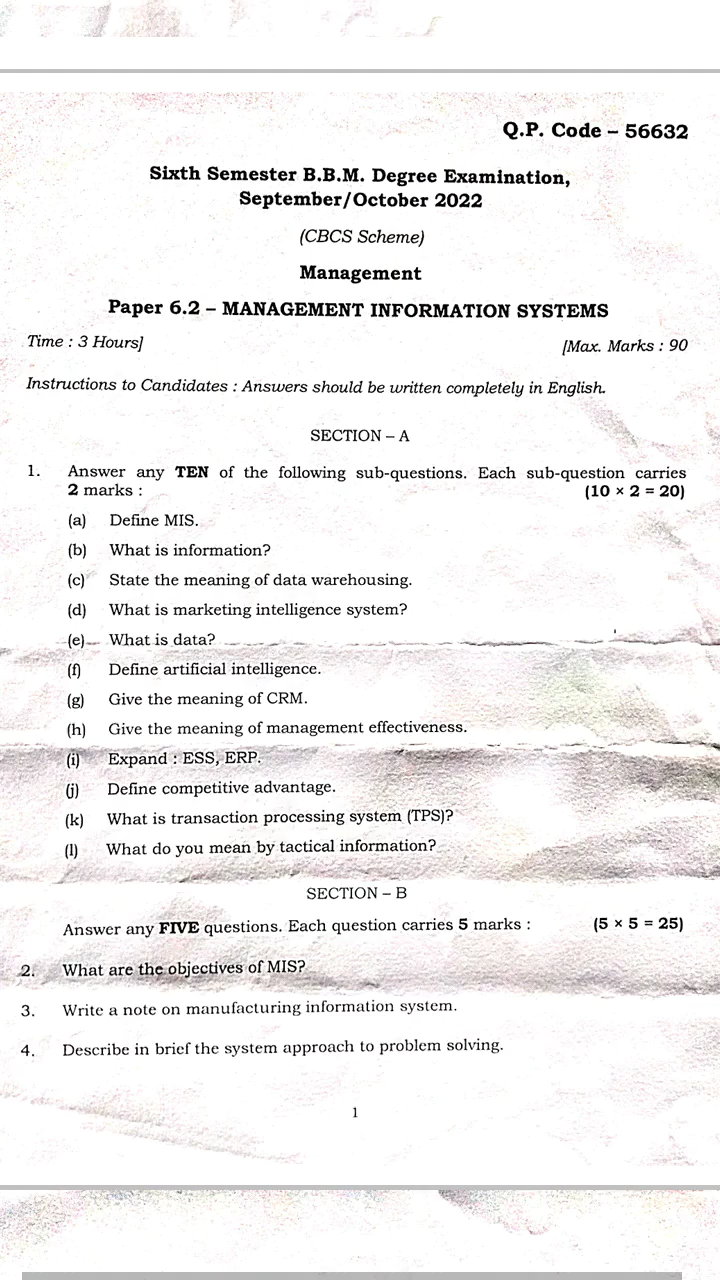 Q.P. Code – 56632
Sixth Semester B.B.M. Degree Examination,
September/October 2022
(CBCS Scheme)
Management
Paper 6.2 – MANAGEMENT INFORMATION SYSTEMS
Time : 3 Hours]
[Max. Marks : 90
Instructions to Candidates : Answers should be written completely in English.
SECTION – A
1. Answer any TEN of the following sub-questions. Each sub-question carries
2 marks : (10 × 2 = 20)
(a) Define MIS.
(b) What is information?
(c) State the meaning of data warehousing.
(d) What is marketing intelligence system?
(e) What is data?
(f) Define artificial intelligence.
(g) Give the meaning of CRM.
(h) Give the meaning of management effectiveness.
(i) Expand : ESS, ERP.
(j) Define competitive advantage.
(k) What is transaction processing system (TPS)?
(l) What do you mean by tactical information?
SECTION – B
Answer any FIVE questions. Each question carries 5 marks : (5 × 5 = 25)
2. What are the objectives of MIS?
3. Write a note on manufacturing information system.
4. Describe in brief the system approach to problem solving.
1